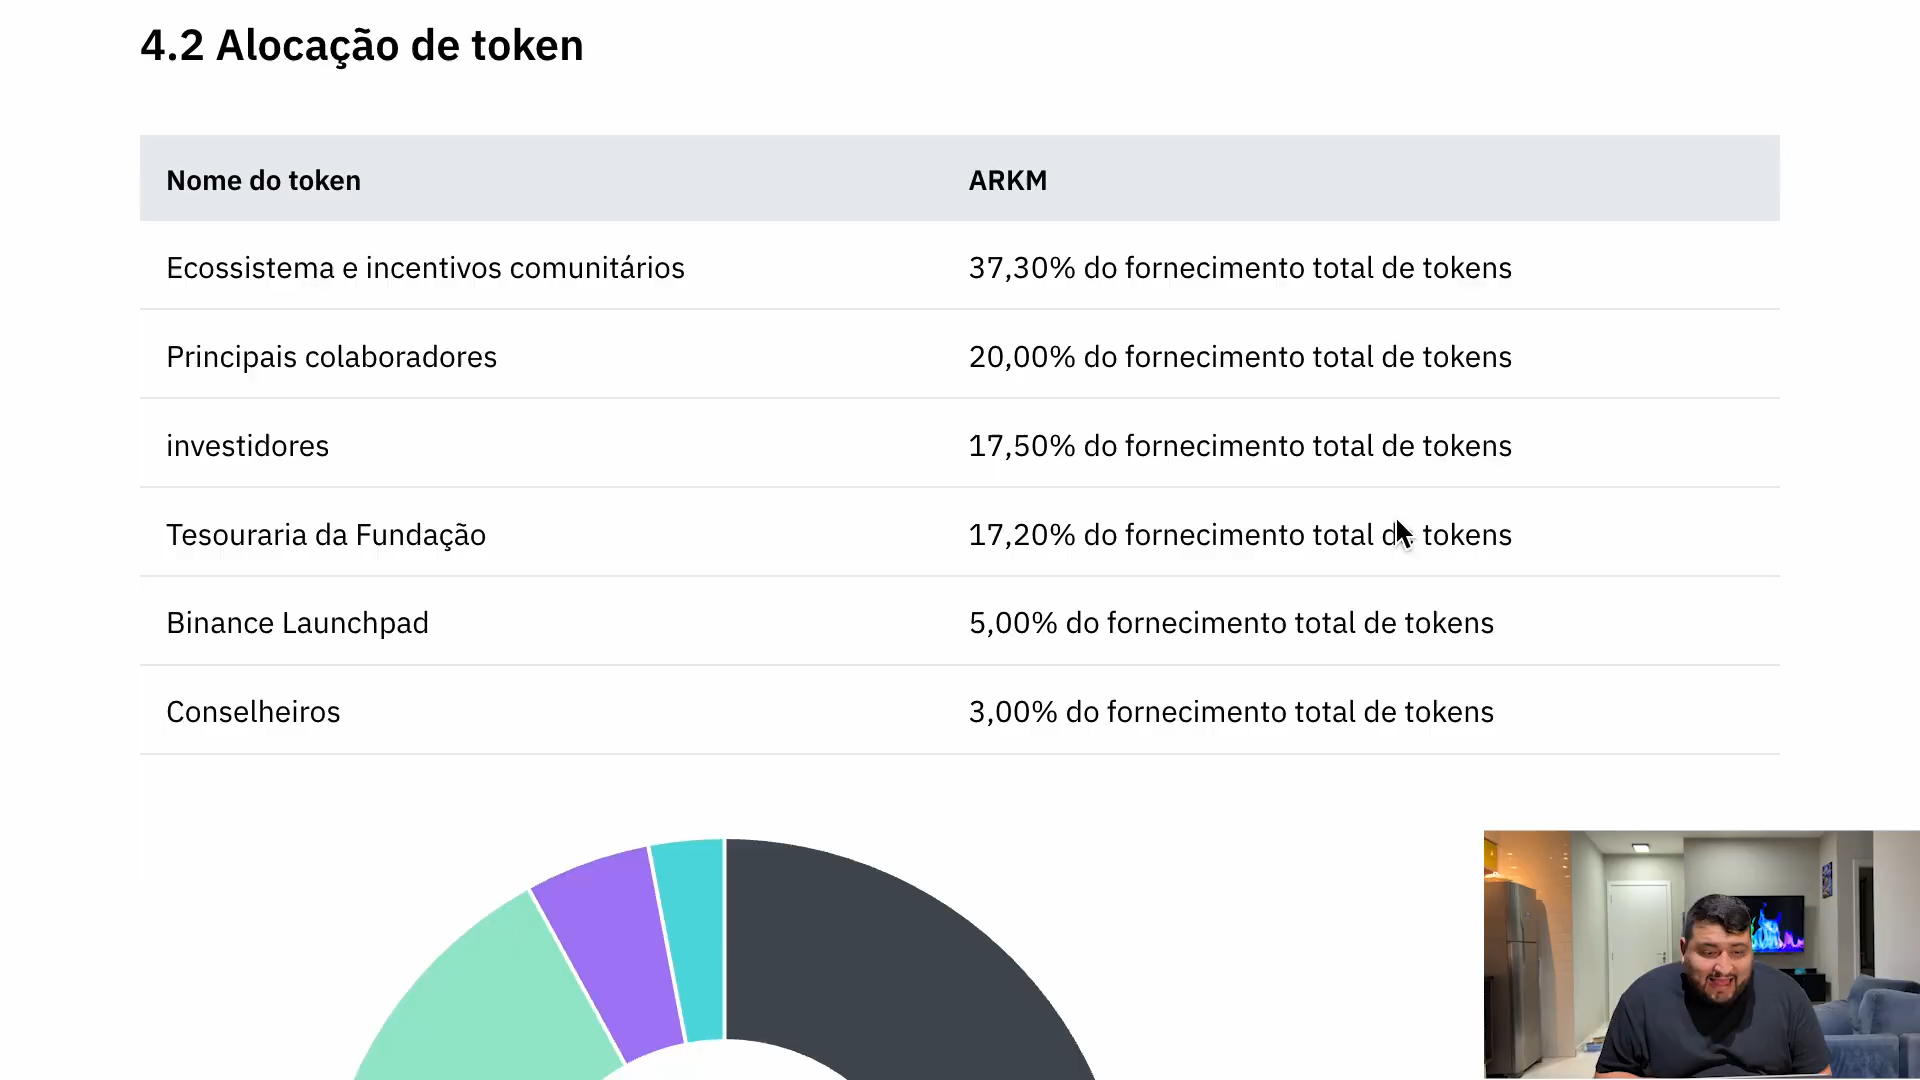 4.2 Alocação de token
Nome do token ARKM
Ecossistema e incentivos comunitários 37,30% do fornecimento total de tokens
Principais colaboradores 20,00% do fornecimento total de tokens
investidores 17,50% do fornecimento total de tokens
Tesouraria da Fundação 17,20% do fornecimento total de tokens
Binance Launchpad 5,00% do fornecimento total de tokens
Conselheiros 3,00% do fornecimento total de tokens